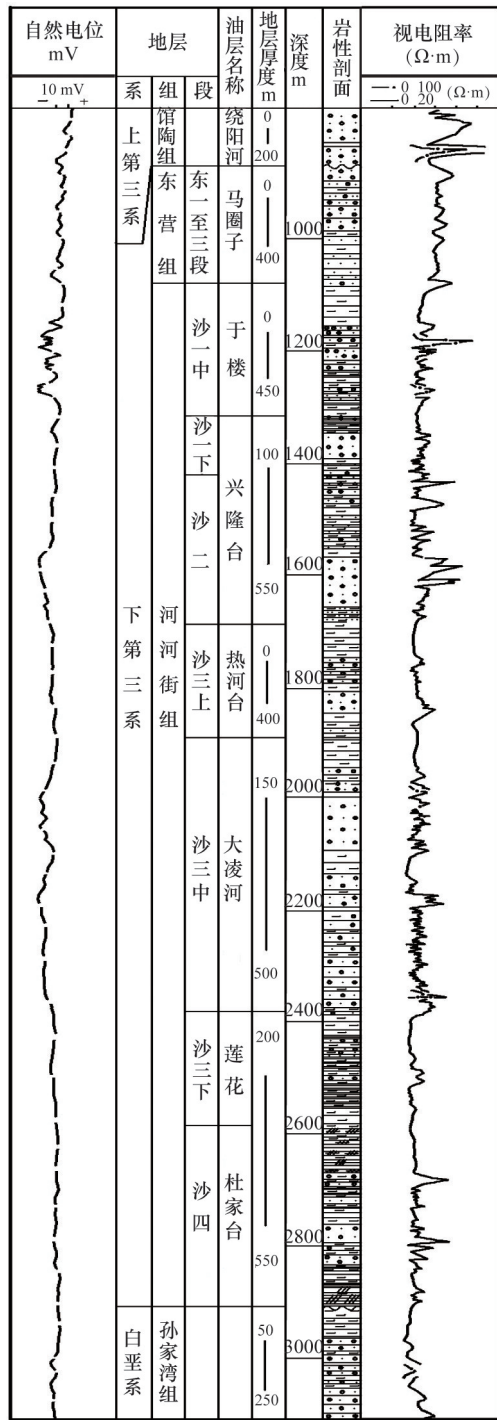 自然电位
mV
地层
油层名称
地层厚度
m
深度
m
岩性剖面
视电阻率
(Ω·m)
10 mV
− +
系
组
段
0 100
0 20
(Ω·m)
上第三系
馆陶组
绕阳河
0
200
东营组
东一至三段
马圈子
0
400
1000
下第三系
河河街组
沙一中
于楼
0
450
1200
沙一下
兴隆台
100
550
1400
沙二
1600
沙三上
热河台
0
400
1800
沙三中
大凌河
150
500
2000
2200
2400
沙三下
莲花
200
550
2600
沙四
杜家台
2800
白垩系
孙家湾组
50
250
3000